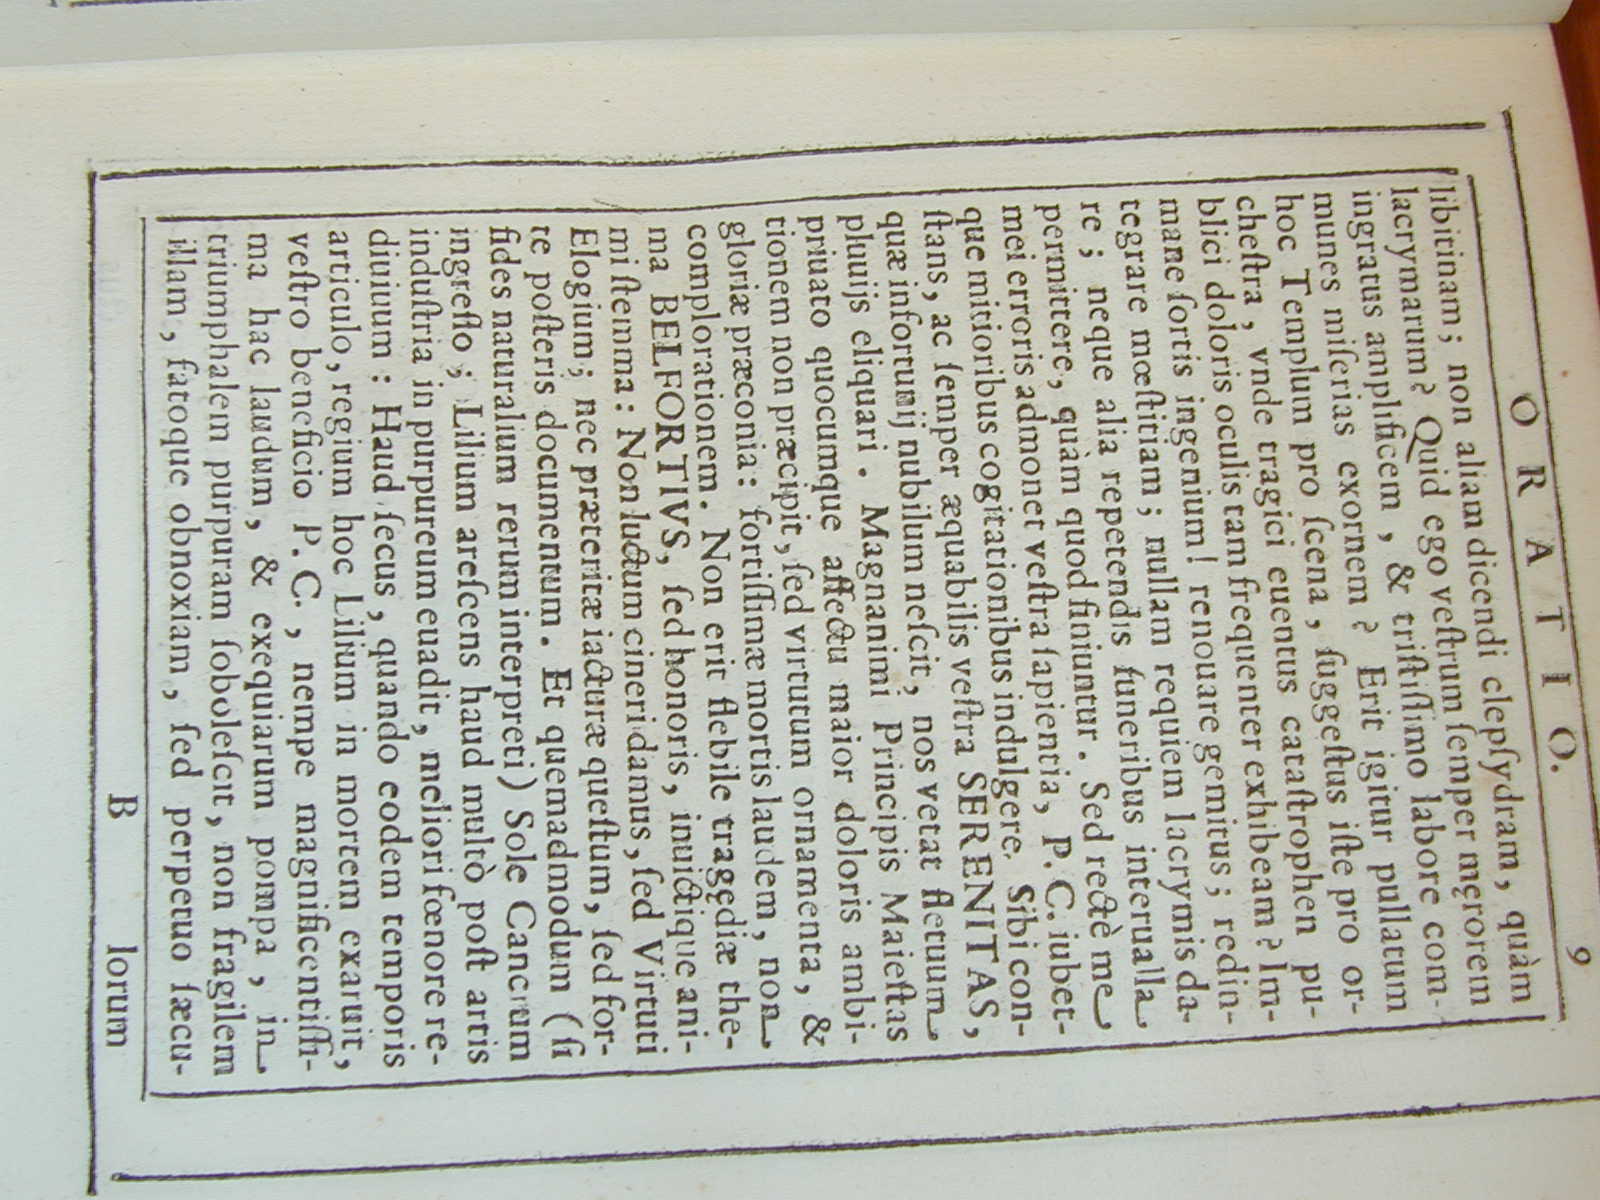 ORATIO. 9
libitinam; non aliam dicendi clepſydram, quàm
lacrymarum? Quid ego veſtrum ſemper męrorem
ingratus amplificem, & triſtiſſimo labore com-
munes miſerias exornem? Erit igitur pullatum
hoc Templum pro ſcena, ſuggeſtus iſte pro or-
cheſtra, vnde tragici euentus cataſtrophen pu-
blici doloris oculis tam frequenter exhibeam? Im-
mane ſortis ingenium! renouare gemitus; redin-
tegrare mœſtitiam; nullam requiem lacrymis da-
re; neque alia repetendis funeribus interualla
permittere, quàm quod finiuntur. Sed rectè me
mei erroris admonet veſtra ſapientia, P. C. iubet-
que mitioribus cogitationibus indulgere. Sibi con-
ſtans, ac ſemper æquabilis veſtra SERENITAS,
quæ infortunij nubilum neſcit, nos vetat fletuum
pluuijs eliquari. Magnanimi Principis Maieſtas
priuato quocumque affectu maior doloris ambi-
tionem non præcipit, ſed virtutum ornamenta, &
gloriæ præconia: fortiſſimæ mortis laudem, non
complorationem. Non erit flebile tragędiæ the-
ma BELFORTIVS, ſed honoris, inuictique ani-
mi ſtemma: Non luctum cineri damus, ſed Virtuti
Elogium; nec præteritæ iacturæ queſtum, ſed for-
te poſteris documentum. Et quemadmodum (ſi
fides naturalium rerum interpreti) Sole Cancrum
ingreſſo; Lilium areſcens haud multò poſt artis
induſtria in purpureum euadit, meliori fœnore re-
diuiuum: Haud ſecus, quando eodem temporis
articulo, regium hoc Lilium in mortem exaruit,
veſtro beneficio P. C., nempe magnificentiſſi-
ma hac laudum, & exequiarum pompa, in
triumphalem purpuram ſoboleſcit, non fragilem
illam, fatoque obnoxiam, ſed perpetuo ſæcu-
B lorum